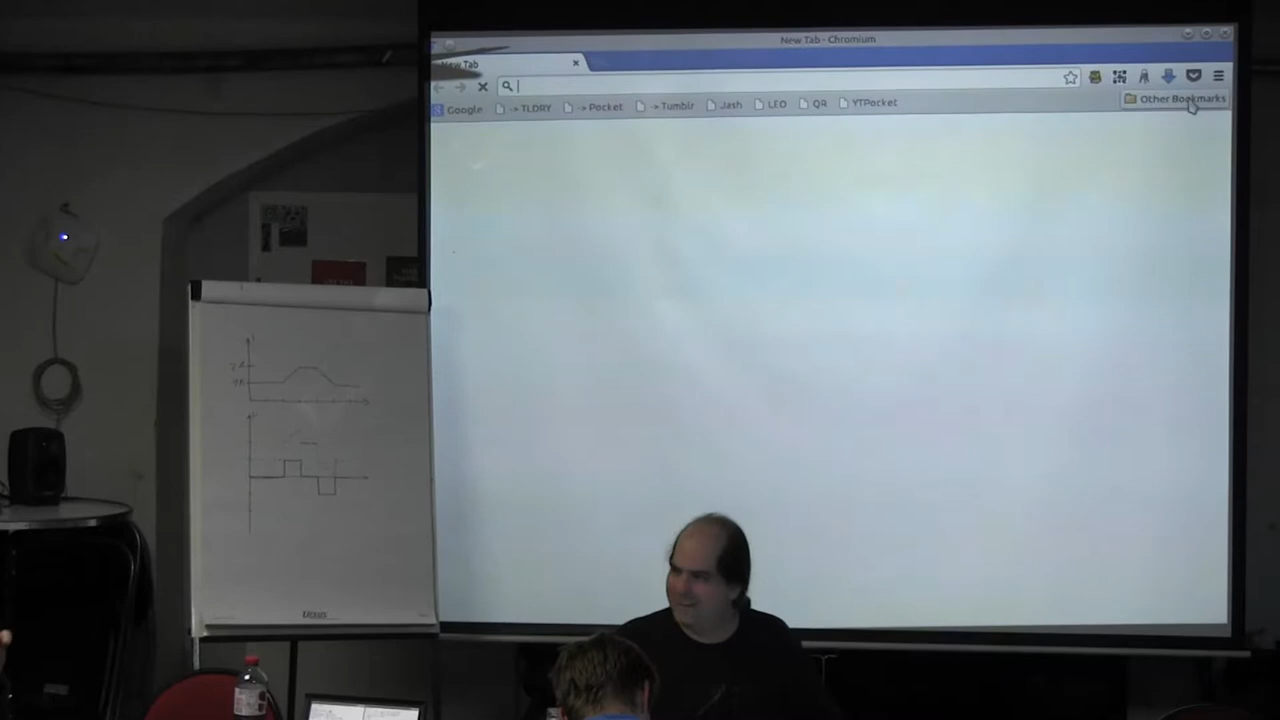 New Tab - Chromium
New Tab
Google -> TLDRY -> Pocket -> Tumblr Jash LEO QR YTPocket Other Bookmarks